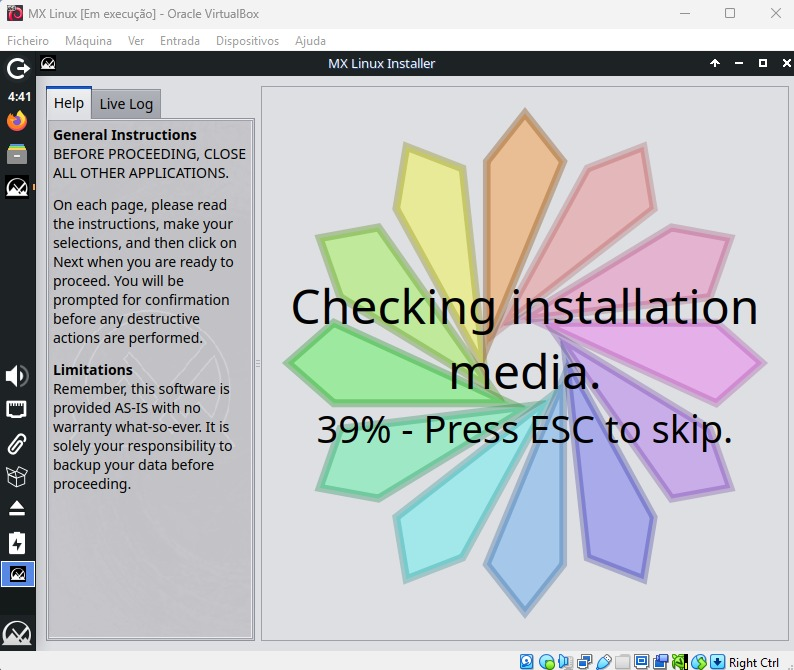 MX Linux [Em execução] - Oracle VirtualBox
Ficheiro Máquina Ver Entrada Dispositivos Ajuda
MX Linux Installer
4:41
Help Live Log
General Instructions
BEFORE PROCEEDING, CLOSE
ALL OTHER APPLICATIONS.
On each page, please read
the instructions, make your
selections, and then click on
Next when you are ready to
proceed. You will be
prompted for confirmation
before any destructive
actions are performed.
Limitations
Remember, this software is
provided AS-IS with no
warranty what-so-ever. It is
solely your responsibility to
backup your data before
proceeding.
Checking installation
media.
39% - Press ESC to skip.
Right Ctrl